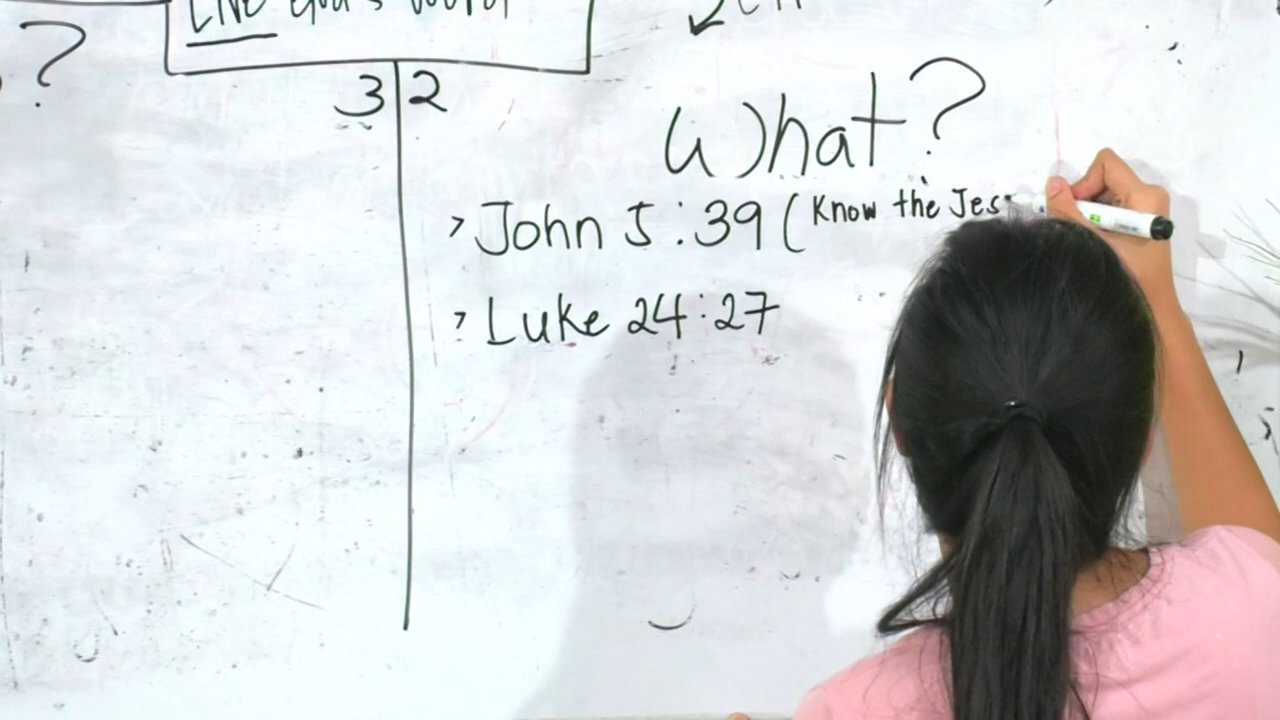 Live God's word
?
3 2
What?
> John 5:39 (Know the Jes
> Luke 24:27